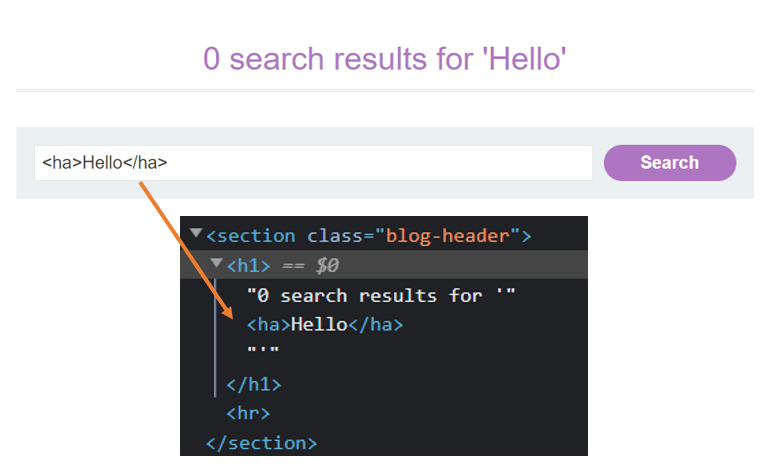 0 search results for 'Hello'
<ha>Hello</ha>
Search
<section class="blog-header">
<h1> == $0
"0 search results for '"
<ha>Hello</ha>
"'"
</h1>
<hr>
</section>